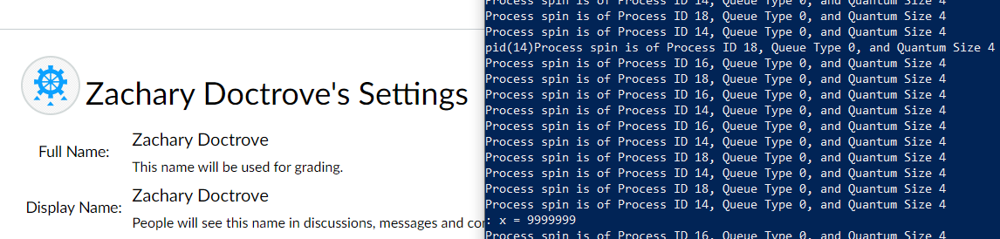 Zachary Doctrove's Settings
Full Name:
Zachary Doctrove
This name will be used for grading.
Display Name:
Zachary Doctrove
People will see this name in discussions, messages and
Process spin is of Process ID 14, Queue Type 0, and Quantum Size 4
Process spin is of Process ID 18, Queue Type 0, and Quantum Size 4
Process spin is of Process ID 14, Queue Type 0, and Quantum Size 4
pid(14)Process spin is of Process ID 18, Queue Type 0, and Quantum Size 4
Process spin is of Process ID 16, Queue Type 0, and Quantum Size 4
Process spin is of Process ID 18, Queue Type 0, and Quantum Size 4
Process spin is of Process ID 16, Queue Type 0, and Quantum Size 4
Process spin is of Process ID 14, Queue Type 0, and Quantum Size 4
Process spin is of Process ID 16, Queue Type 0, and Quantum Size 4
Process spin is of Process ID 14, Queue Type 0, and Quantum Size 4
Process spin is of Process ID 18, Queue Type 0, and Quantum Size 4
Process spin is of Process ID 14, Queue Type 0, and Quantum Size 4
Process spin is of Process ID 18, Queue Type 0, and Quantum Size 4
Process spin is of Process ID 14, Queue Type 0, and Quantum Size 4
: x = 9999999
Process spin is of Process ID 16, Queue Type 0, and Quantum Size 4